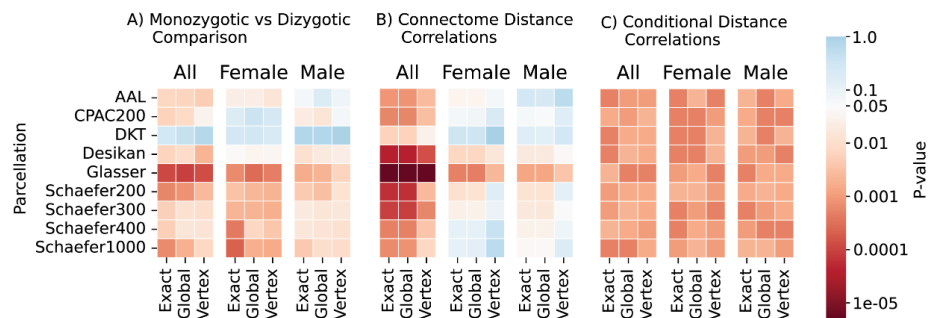 A) Monozygotic vs Dizygotic
Comparison
B) Connectome Distance
Correlations
C) Conditional Distance
Correlations
All Female Male
All Female Male
All Female Male
Parcellation
AAL
CPAC200
DKT
Desikan
Glasser
Schaefer200
Schaefer300
Schaefer400
Schaefer1000
Exact
Global
Vertex
Exact
Global
Vertex
Exact
Global
Vertex
Exact
Global
Vertex
Exact
Global
Vertex
Exact
Global
Vertex
Exact
Global
Vertex
Exact
Global
Vertex
Exact
Global
Vertex
1.0
0.1
0.05
0.01
0.001
0.0001
1e-05
P-value